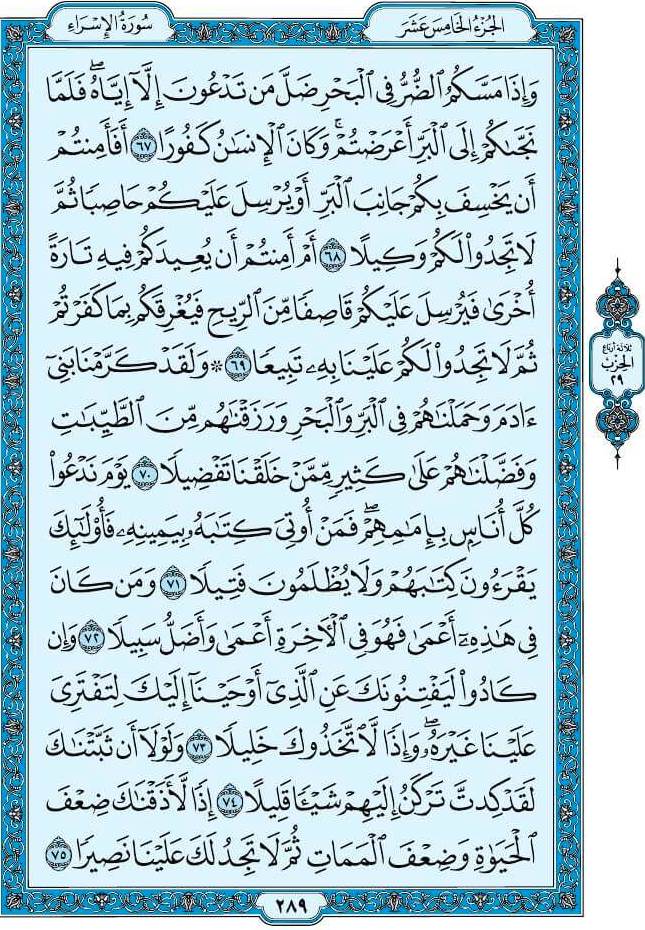 الجُزْءُ الخَامِسَ عَشَرَ
سُورَةُ الإِسْرَاءِ
وَإِذَا مَسَّكُمُ ٱلضُّرُّ فِي ٱلۡبَحۡرِ ضَلَّ مَن تَدۡعُونَ إِلَّآ إِيَّاهُۖ فَلَمَّا
نَجَّىٰكُمۡ إِلَى ٱلۡبَرِّ أَعۡرَضۡتُمۡۚ وَكَانَ ٱلۡإِنسَٰنُ كَفُورًا ٦٧ أَفَأَمِنتُمۡ
أَن يَخۡسِفَ بِكُمۡ جَانِبَ ٱلۡبَرِّ أَوۡ يُرۡسِلَ عَلَيۡكُمۡ حَاصِبٗا ثُمَّ
لَا تَجِدُواْ لَكُمۡ وَكِيلًا ٦٨ أَمۡ أَمِنتُمۡ أَن يُعِيدَكُمۡ فِيهِ تَارَةً
أُخۡرَىٰ فَيُرۡسِلَ عَلَيۡكُمۡ قَاصِفٗا مِّنَ ٱلرِّيحِ فَيُغۡرِقَكُم بِمَا كَفَرۡتُمۡ
ثُمَّ لَا تَجِدُواْ لَكُمۡ عَلَيۡنَا بِهِۦ تَبِيعٗا ٦٩ ۞ وَلَقَدۡ كَرَّمۡنَا بَنِيٓ
ءَادَمَ وَحَمَلۡنَٰهُمۡ فِي ٱلۡبَرِّ وَٱلۡبَحۡرِ وَرَزَقۡنَٰهُم مِّنَ ٱلطَّيِّبَٰتِ
وَفَضَّلۡنَٰهُمۡ عَلَىٰ كَثِيرٖ مِّمَّنۡ خَلَقۡنَا تَفۡضِيلٗا ٧٠ يَوۡمَ نَدۡعُواْ
كُلَّ أُنَاسِۭ بِإِمَٰمِهِمۡۖ فَمَنۡ أُوتِيَ كِتَٰبَهُۥ بِيَمِينِهِۦ فَأُوْلَٰٓئِكَ
يَقۡرَءُونَ كِتَٰبَهُمۡ وَلَا يُظۡلَمُونَ فَتِيلٗا ٧١ وَمَن كَانَ
فِي هَٰذِهِۦٓ أَعۡمَىٰ فَهُوَ فِي ٱلۡأٓخِرَةِ أَعۡمَىٰ وَأَضَلُّ سَبِيلٗا ٧٢ وَإِن
كَادُواْ لَيَفۡتِنُونَكَ عَنِ ٱلَّذِيٓ أَوۡحَيۡنَآ إِلَيۡكَ لِتَفۡتَرِيَ
عَلَيۡنَا غَيۡرَهُۥۖ وَإِذٗا لَّٱتَّخَذُوكَ خَلِيلٗا ٧٣ وَلَوۡلَآ أَن ثَبَّتۡنَٰكَ
لَقَدۡ كِدتَّ تَرۡكَنُ إِلَيۡهِمۡ شَيۡـٔٗا قَلِيلًا ٧٤ إِذٗا لَّأَذَقۡنَٰكَ ضِعۡفَ
ٱلۡحَيَوٰةِ وَضِعۡفَ ٱلۡمَمَاتِ ثُمَّ لَا تَجِدُ لَكَ عَلَيۡنَا نَصِيرٗا ٧٥
ثلاثة أرباع
الحزب
٢٩
٢٨٩